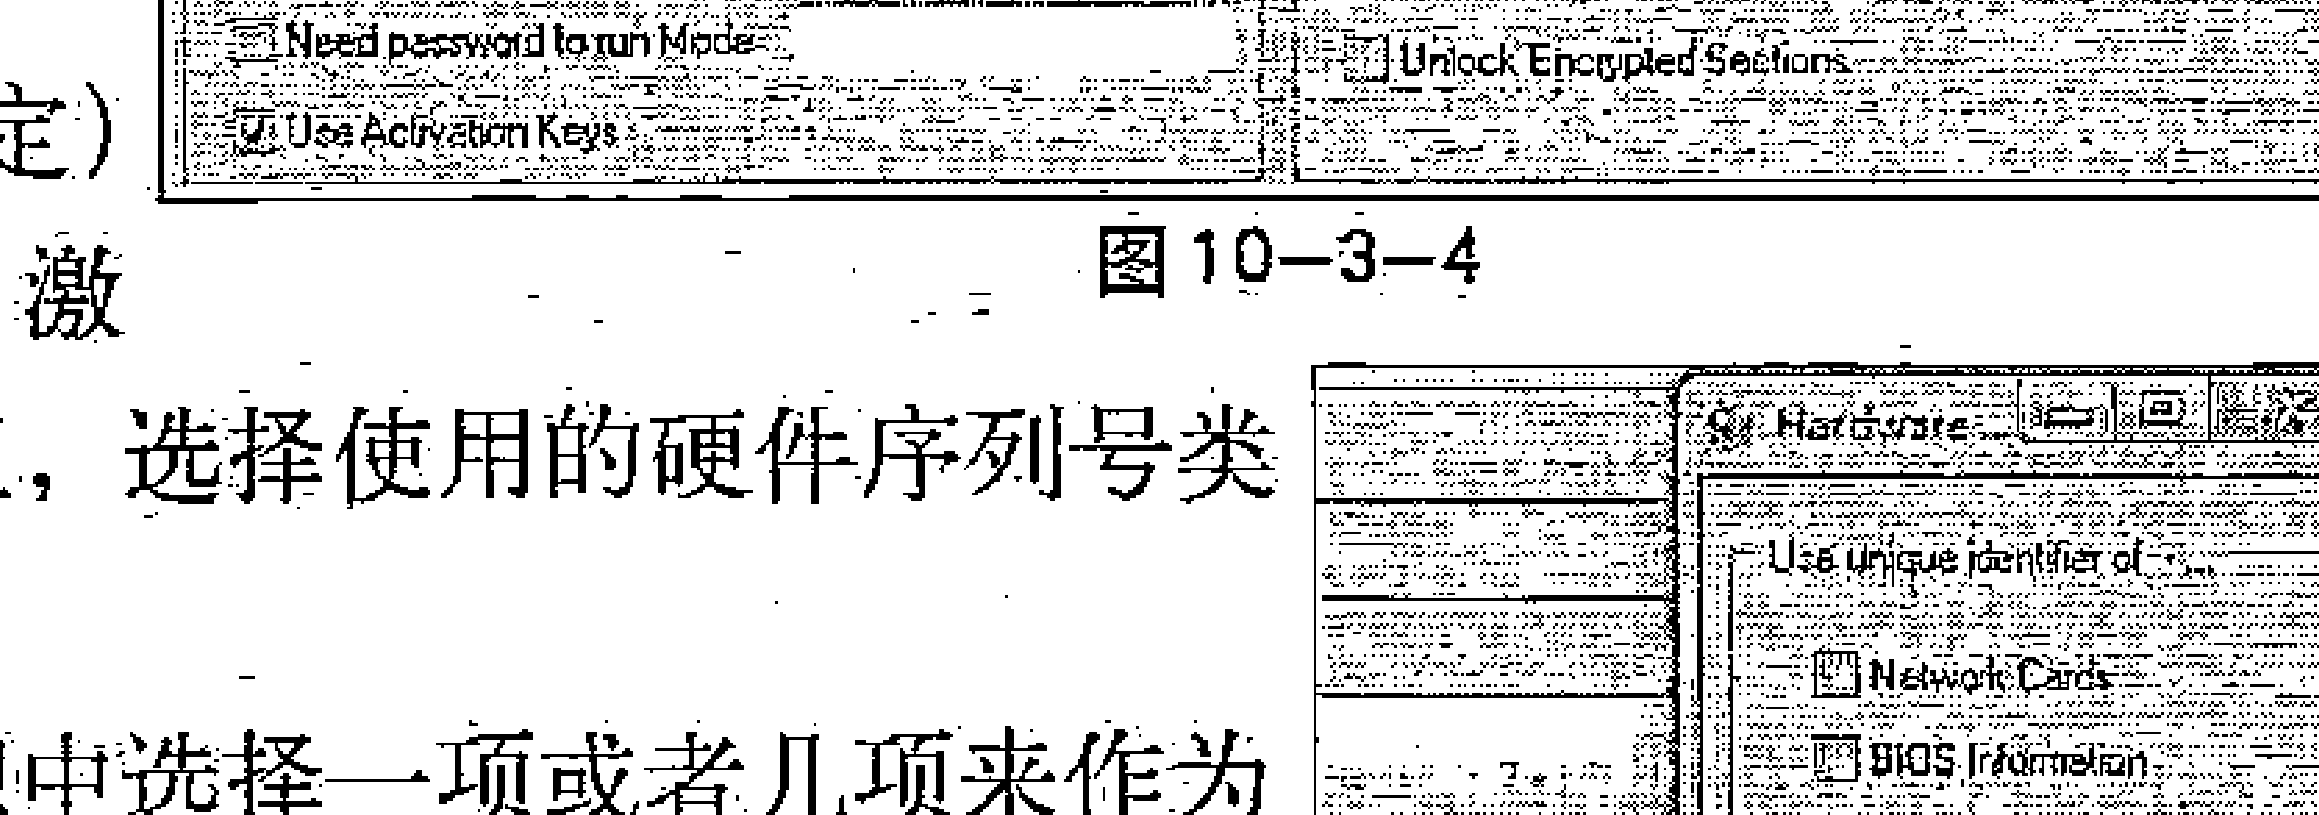 Need password to run Mode
Unlock Encrypted Sections
定)
Use Activation Keys
图10-3-4
激
Hardware ...
，选择使用的硬件序列号类
Use unique identifier of
Network Cards
中选择一项或者几项来作为
BIOS Information